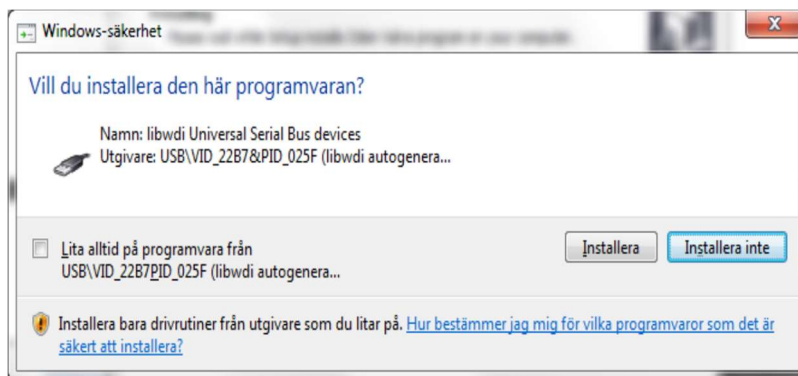 Windows-säkerhet
Vill du installera den här programvaran?
Namn: libwdi Universal Serial Bus devices
Utgivare: USB\VID_22B7&PID_025F (libwdi autogenera...
Lita alltid på programvara från
USB\VID_22B7PID_025F (libwdi autogenera...
Installera
Installera inte
Installera bara drivrutiner från utgivare som du litar på. Hur bestämmer jag mig för vilka programvaror som det är
säkert att installera?